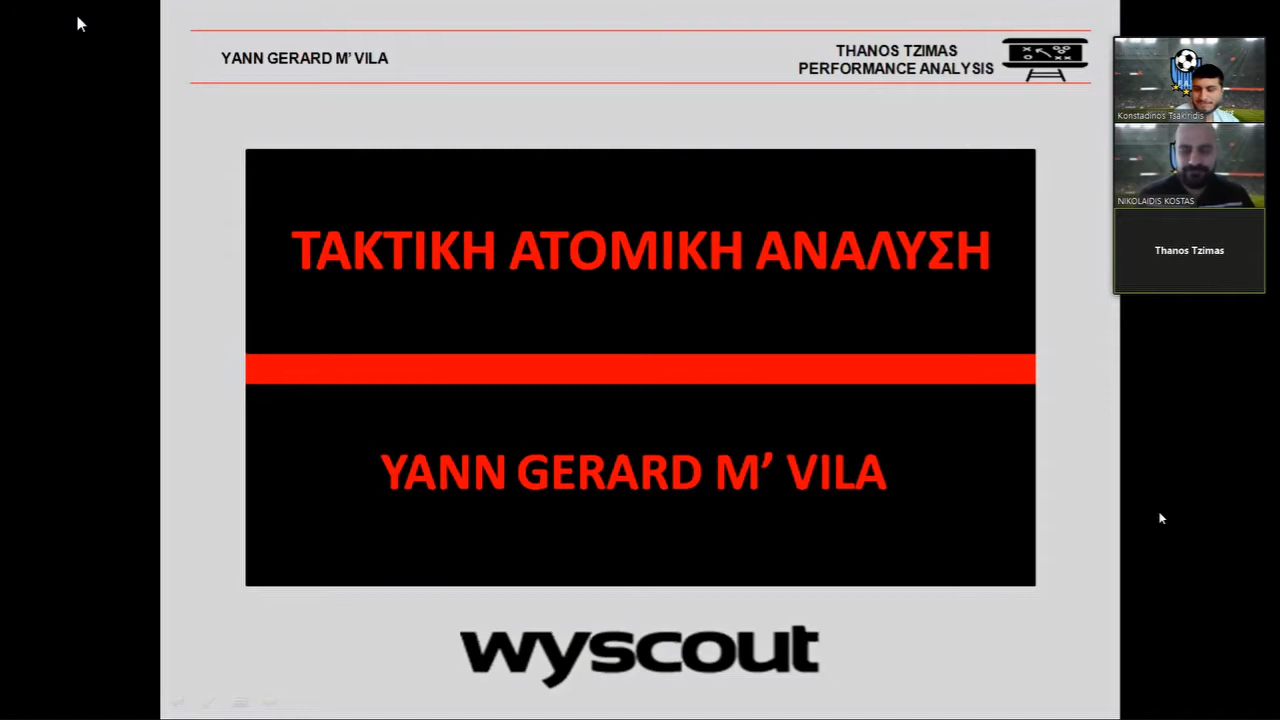 YANN GERARD M' VILA
THANOS TZIMAS
PERFORMANCE ANALYSIS
ΤΑΚΤΙΚΗ ΑΤΟΜΙΚΗ ΑΝΑΛΥΣΗ
YANN GERARD M’ VILA
wyscout
Konstadinos Tsakiridis
NIKOLAIDIS KOSTAS
Thanos Tzimas